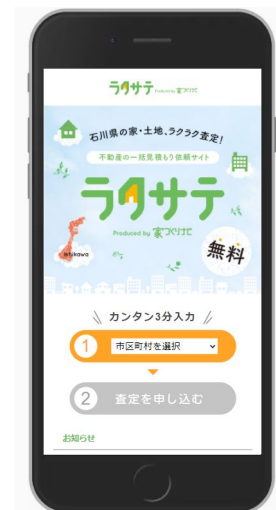 ラクサテ Produced by 家づくりナビ
石川県の家・土地、ラクラク査定!
不動産の一括見積もり依頼サイト
ラクサテ
Produced by 家づくりナビ
Ishikawa
無料
カンタン3分入力
1 市区町村を選択
2 査定を申し込む
お知らせ